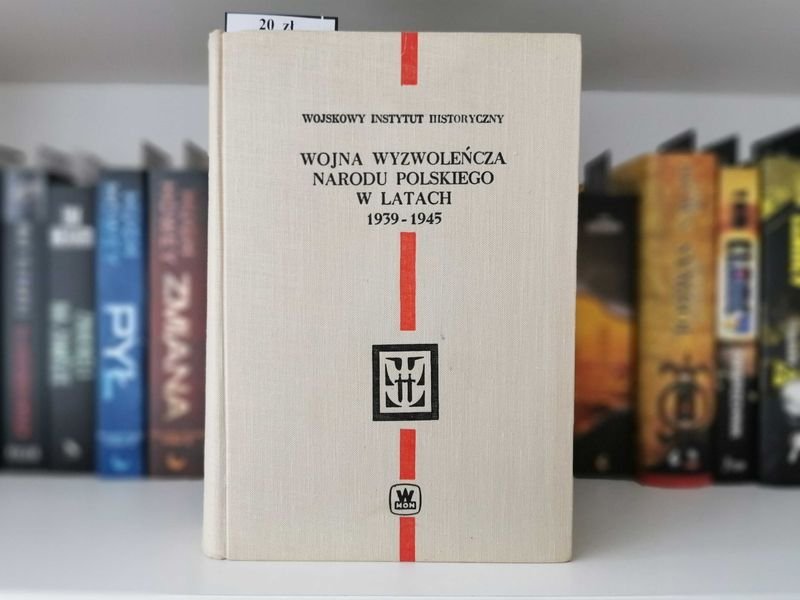 20 zł
WOJSKOWY INSTYTUT HISTORYCZNY
WOJNA WYZWOLEŃCZA
NARODU POLSKIEGO
W LATACH
1939-1945
W
MON
PYŁ
ZMIANA